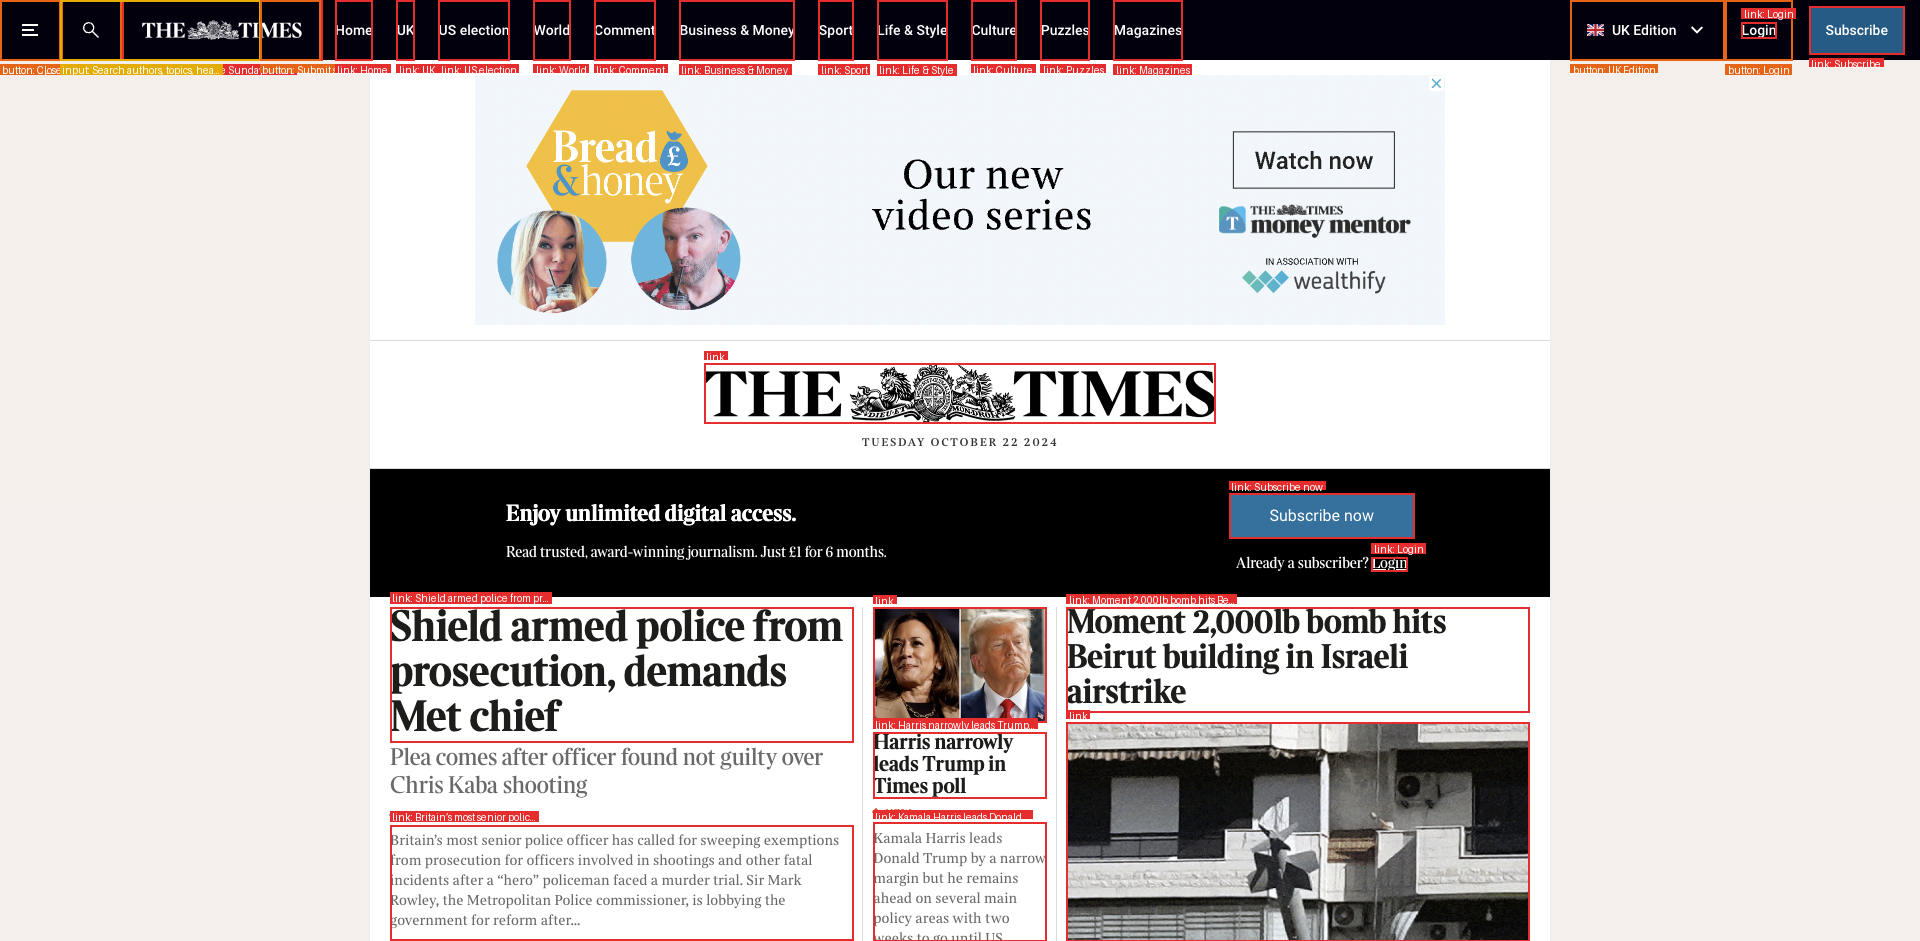 THE TIMES
Home
UK
US election
World
Comment
Business & Money
Sport
Life & Style
Culture
Puzzles
Magazines
UK Edition
link: Login
Login
Subscribe
button: Close
input: Search authors, topics, hea...
Sunda
button: Submit
link: Home
link: UK
link: US election
link: World
link: Comment
link: Business & Money
link: Sport
link: Life & Style
link: Culture
link: Puzzles
link: Magazines
button: UK Edition
button: Login
link: Subscribe
Bread
&honey
£
Our new
video series
Watch now
T
THE TIMES
money mentor
IN ASSOCIATION WITH
wealthify
link
THE TIMES
DIEU·ET MON·DROIT
TUESDAY OCTOBER 22 2024
Enjoy unlimited digital access.
Read trusted, award-winning journalism. Just £1 for 6 months.
link: Subscribe now
Subscribe now
link: Login
Already a subscriber? Login
link: Shield armed police from pr...
Shield armed police from
prosecution, demands
Met chief
Plea comes after officer found not guilty over
Chris Kaba shooting
link: Britain's most senior polic...
Britain's most senior police officer has called for sweeping exemptions
from prosecution for officers involved in shootings and other fatal
incidents after a “hero” policeman faced a murder trial. Sir Mark
Rowley, the Metropolitan Police commissioner, is lobbying the
government for reform after...
link
link: Harris narrowly leads Trump...
Harris narrowly
leads Trump in
Times poll
link: Kamala Harris leads Donald...
Kamala Harris leads
Donald Trump by a narrow
margin but he remains
ahead on several main
policy areas with two
weeks to go until US
link: Moment 2,000lb bomb hits Be...
Moment 2,000lb bomb hits
Beirut building in Israeli
airstrike
link